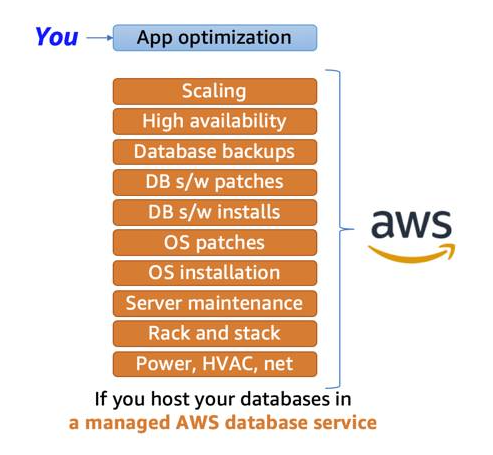 You
App optimization
Scaling
High availability
Database backups
DB s/w patches
DB s/w installs
OS patches
OS installation
Server maintenance
Rack and stack
Power, HVAC, net
aws
If you host your databases in
a managed AWS database service